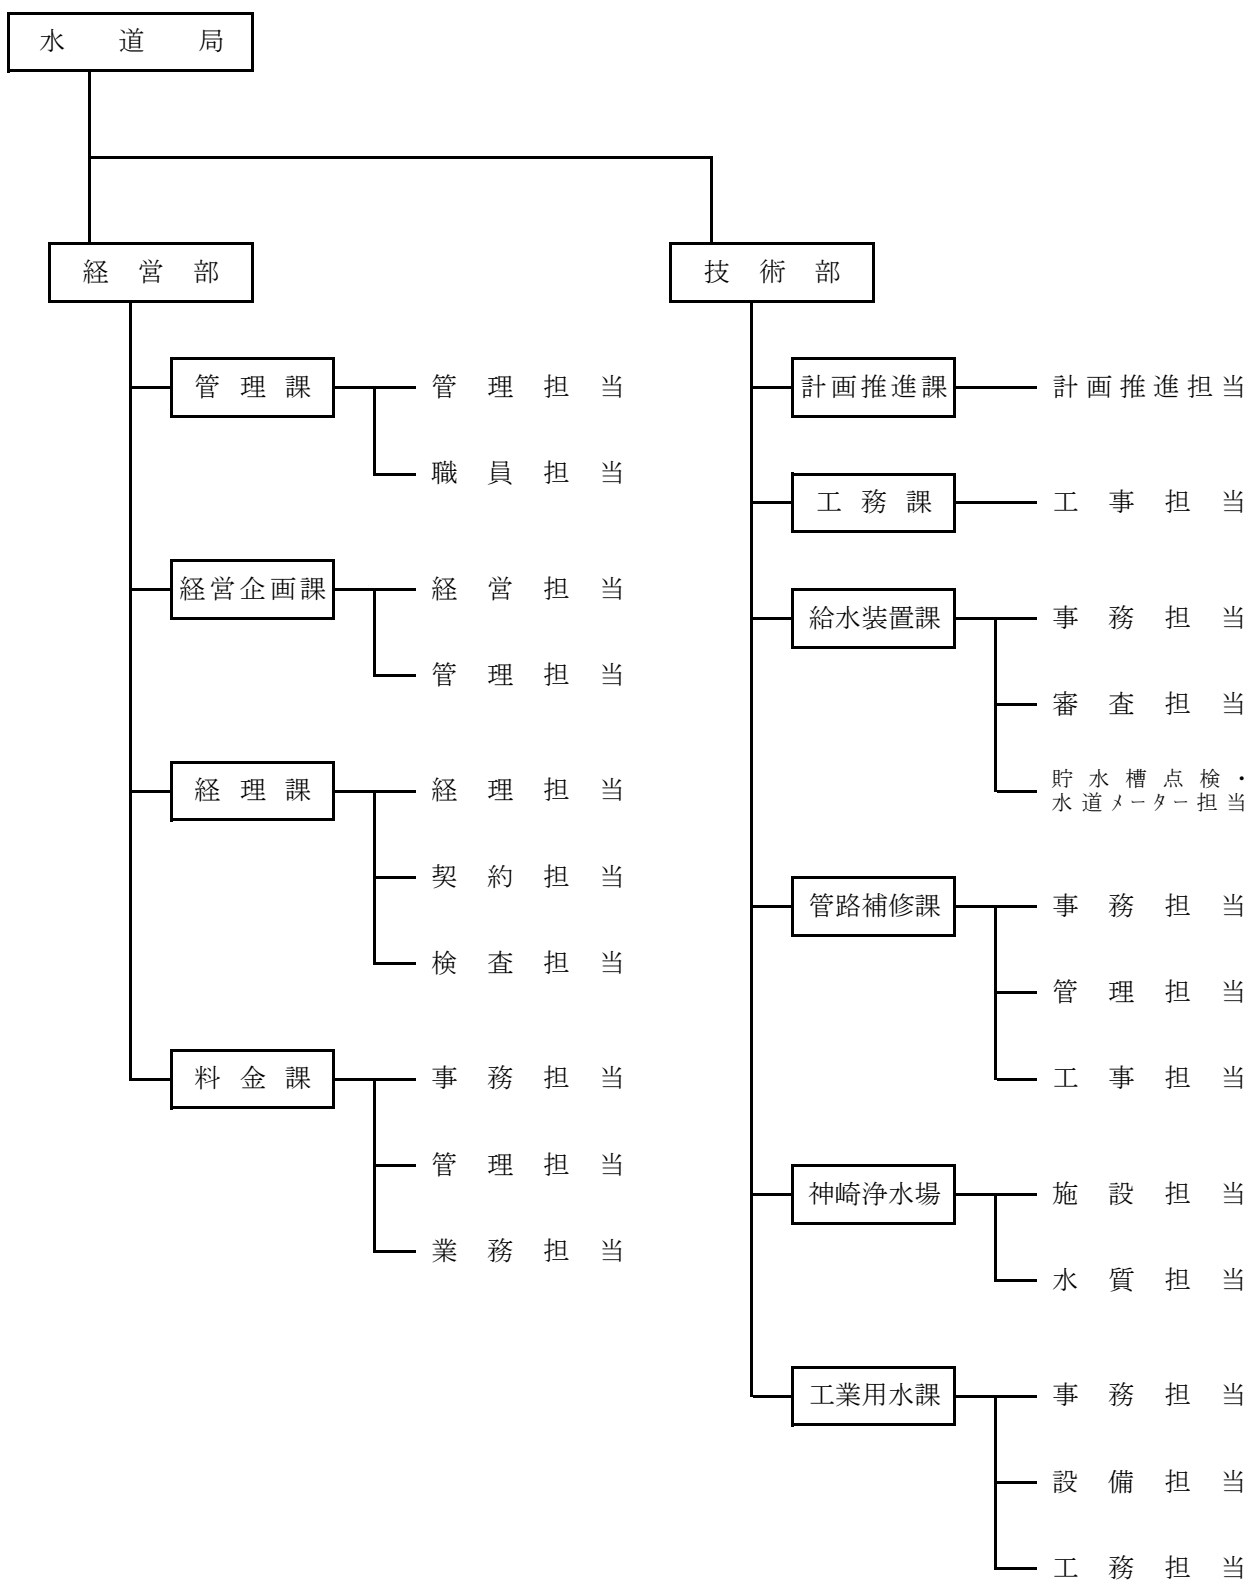 水道局
経営部
管理課
管理担当
職員担当
経営企画課
経営担当
管理担当
経理課
経理担当
契約担当
検査担当
料金課
事務担当
管理担当
業務担当
技術部
計画推進課
計画推進担当
工務課
工事担当
給水装置課
事務担当
審査担当
貯水槽点検・
水道メーター担当
管路補修課
事務担当
管理担当
工事担当
神崎浄水場
施設担当
水質担当
工業用水課
事務担当
設備担当
工務担当